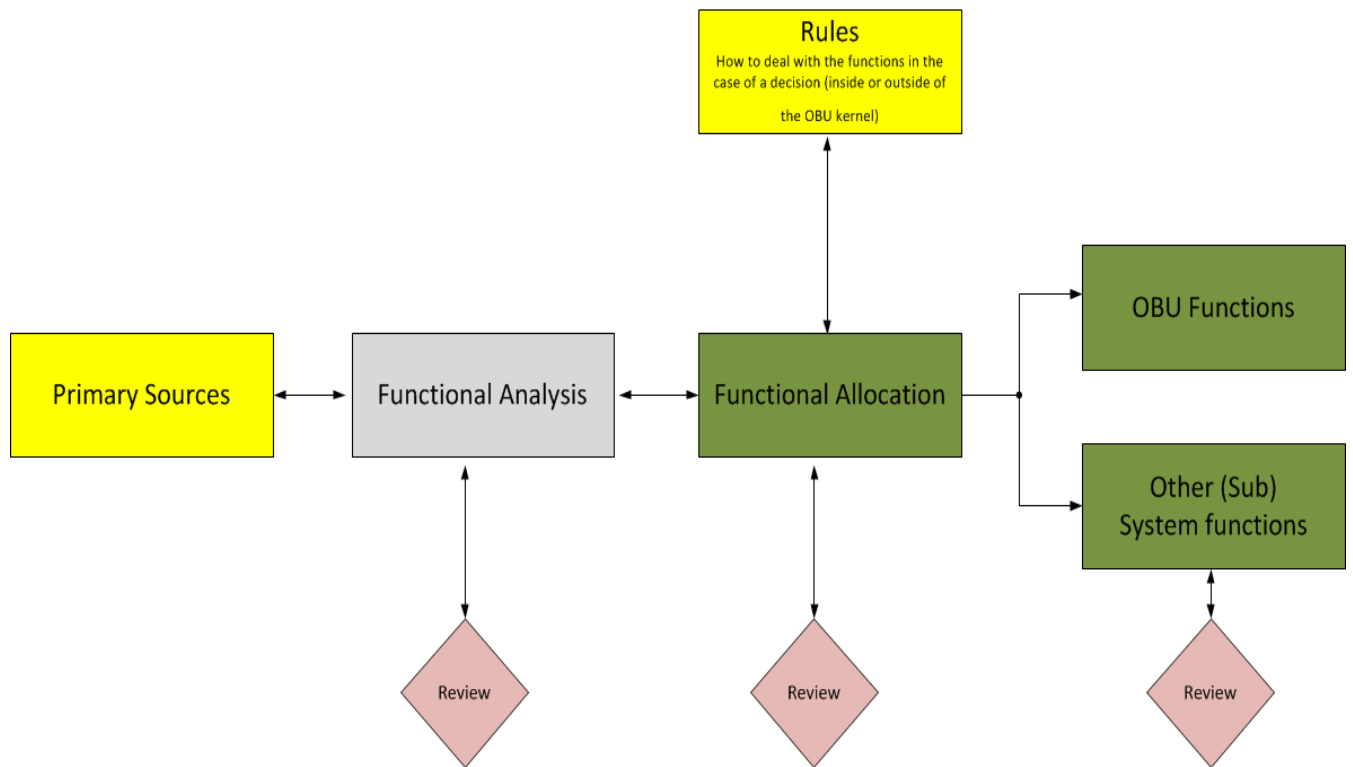 Rules
How to deal with the functions in the
case of a decision (inside or outside of
the OBU kernel)
OBU Functions
Primary Sources
Functional Analysis
Functional Allocation
Other (Sub)
System functions
Review
Review
Review